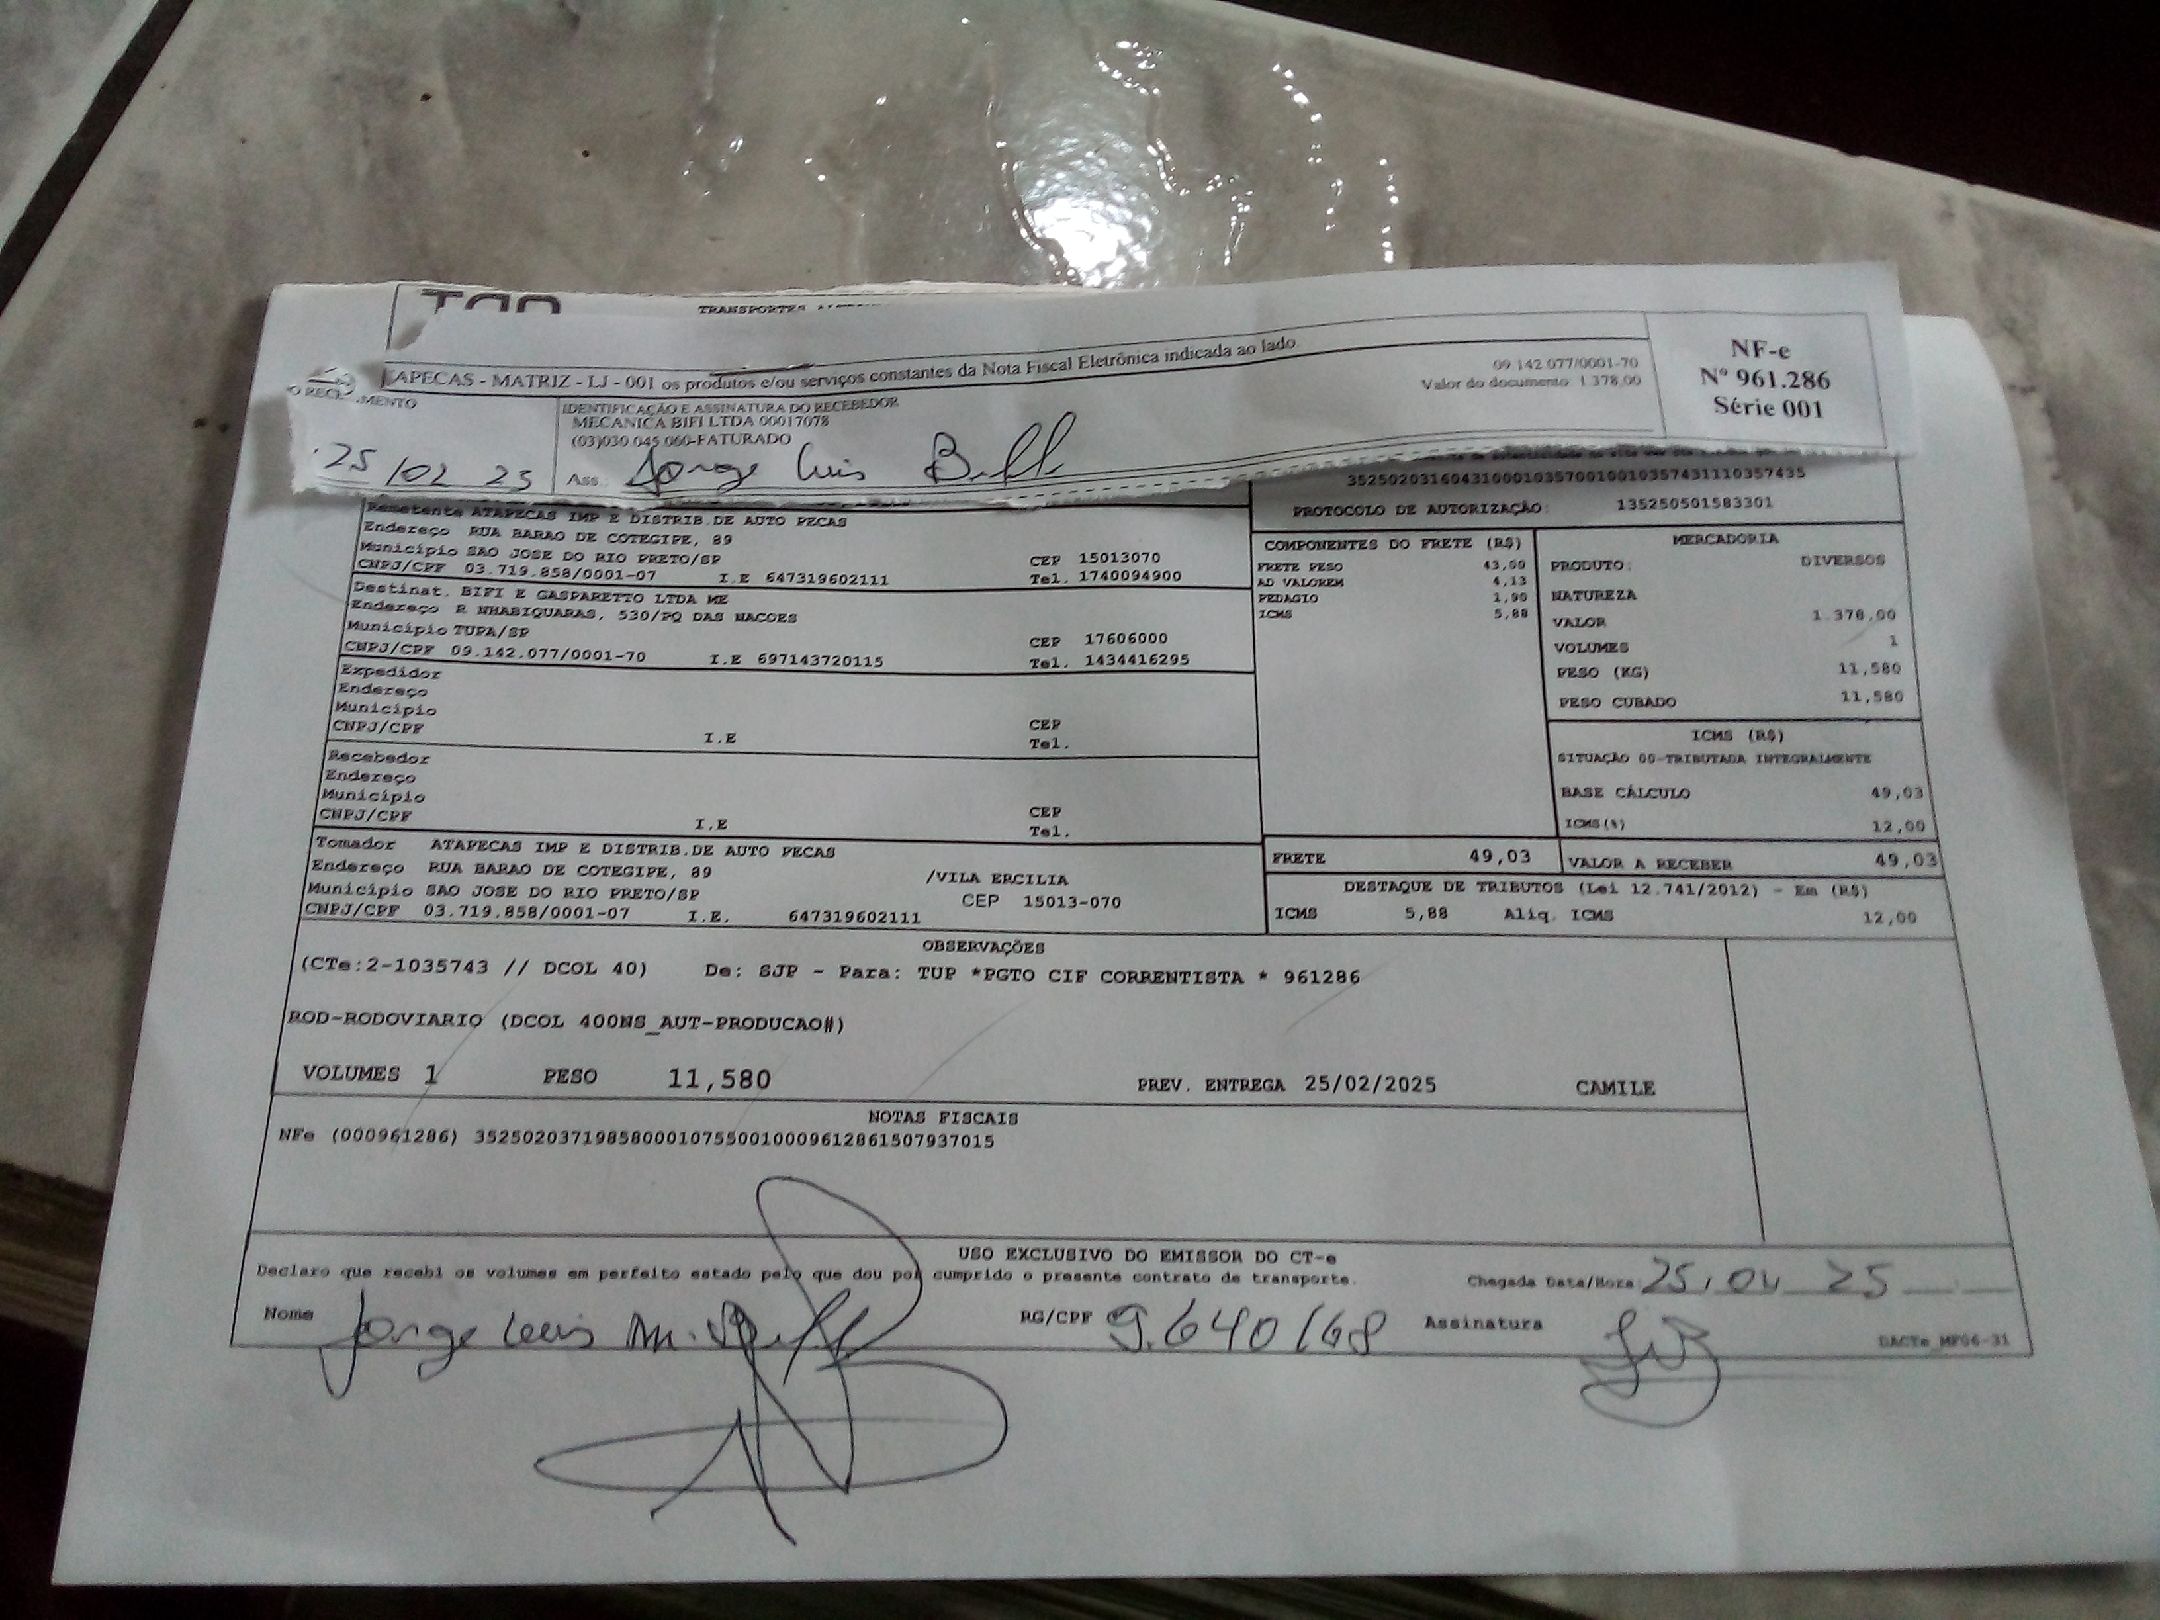 TRANSPORTES
APECAS - MATRIZ - LJ - 001 os produtos e/ou serviços constantes da Nota Fiscal Eletrônica indicada ao lado
09.142.077/0001-70
Valor do documento 1.378,00
NF-e
Nº 961.286
Série 001
IDENTIFICAÇÃO E ASSINATURA DO RECEBEDOR
MECANICA BIFI LTDA 00017078
(03)030.045.060-FATURADO
25/02 25
Ass. Jorge Luis
35250203160431000103570010010357431110357435
PROTOCOLO DE AUTORIZAÇÃO: 135250501583301
Remetente ATAPECAS IMP E DISTRIB.DE AUTO PECAS
Endereço RUA BARAO DE COTEGIPE, 89
Município SAO JOSE DO RIO PRETO/SP CEP 15013070
CNPJ/CPF 03.719.858/0001-07 I.E 647319602111 Tel. 1740094900
Destinat. BIFI E GASPARETTO LTDA ME
Endereço R NHABIQUARAS, 530/PQ DAS NACOES
Município TUPA/SP CEP 17606000
CNPJ/CPF 09.142.077/0001-70 I.E 697143720115 Tel. 1434416295
Expedidor
Endereço
Município CEP
CNPJ/CPF I.E Tel.
Recebedor
Endereço
Município CEP
CNPJ/CPF I.E Tel.
Tomador ATAPECAS IMP E DISTRIB.DE AUTO PECAS
Endereço RUA BARAO DE COTEGIPE, 89 /VILA ERCILIA
Município SAO JOSE DO RIO PRETO/SP CEP 15013-070
CNPJ/CPF 03.719.858/0001-07 I.E. 647319602111
COMPONENTES DO FRETE (R$)
FRETE PESO 43,00
AD VALOREM 4,13
PEDAGIO 1,90
ICMS 5,88
MERCADORIA
PRODUTO: DIVERSOS
NATUREZA
VALOR 1.378,00
VOLUMES 1
PESO (KG) 11,580
PESO CUBADO 11,580
ICMS (R$)
SITUAÇÃO 00-TRIBUTADA INTEGRALMENTE
BASE CÁLCULO 49,03
ICMS(%) 12,00
FRETE 49,03
VALOR A RECEBER 49,03
DESTAQUE DE TRIBUTOS (Lei 12.741/2012) - Em (R$)
ICMS 5,88 Aliq. ICMS 12,00
OBSERVAÇÕES
(CTe:2-1035743 // DCOL 40) De: SJP - Para: TUP *PGTO CIF CORRENTISTA * 961286
ROD-RODOVIARIO (DCOL 400NS_AUT-PRODUCAO#)
VOLUMES 1 PESO 11,580 PREV. ENTREGA 25/02/2025 CAMILE
NOTAS FISCAIS
NFe (000961286) 35250203719858000107550010009612861507937015
USO EXCLUSIVO DO EMISSOR DO CT-e
Declaro que recebi os volumes em perfeito estado pelo que dou por cumprido o presente contrato de transporte.
Chegada Data/Hora: 25.02 25
Nome Jorge Luis M.
RG/CPF 9.640168
Assinatura
DACTe_MF06-31